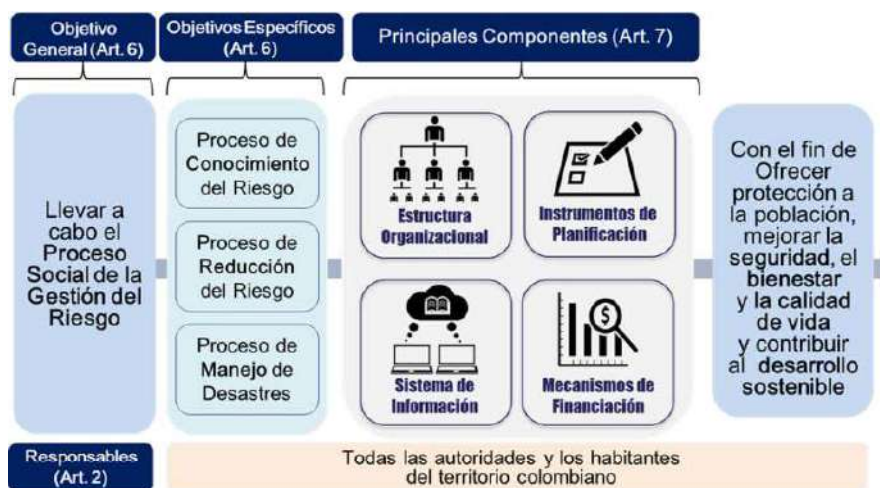 Objetivo
General (Art. 6)
Objetivos Específicos
(Art. 6)
Principales Componentes (Art. 7)
Llevar a
cabo el
Proceso
Social de la
Gestión del
Riesgo
Proceso de
Conocimiento
del Riesgo
Proceso de
Reducción
del Riesgo
Proceso de
Manejo de
Desastres
Estructura
Organizacional
Instrumentos de
Planificación
Sistema de
Información
$
Mecanismos de
Financiación
Con el fin de
Ofrecer
protección a
la población,
mejorar la
seguridad, el
bienestar
y la calidad
de vida
y contribuir
al desarrollo
sostenible
Responsables
(Art. 2)
Todas las autoridades y los habitantes
del territorio colombiano